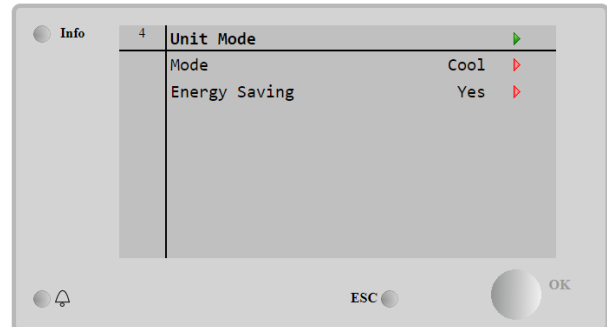 Info
4 Unit Mode
Mode Cool
Energy Saving Yes
ESC
OK